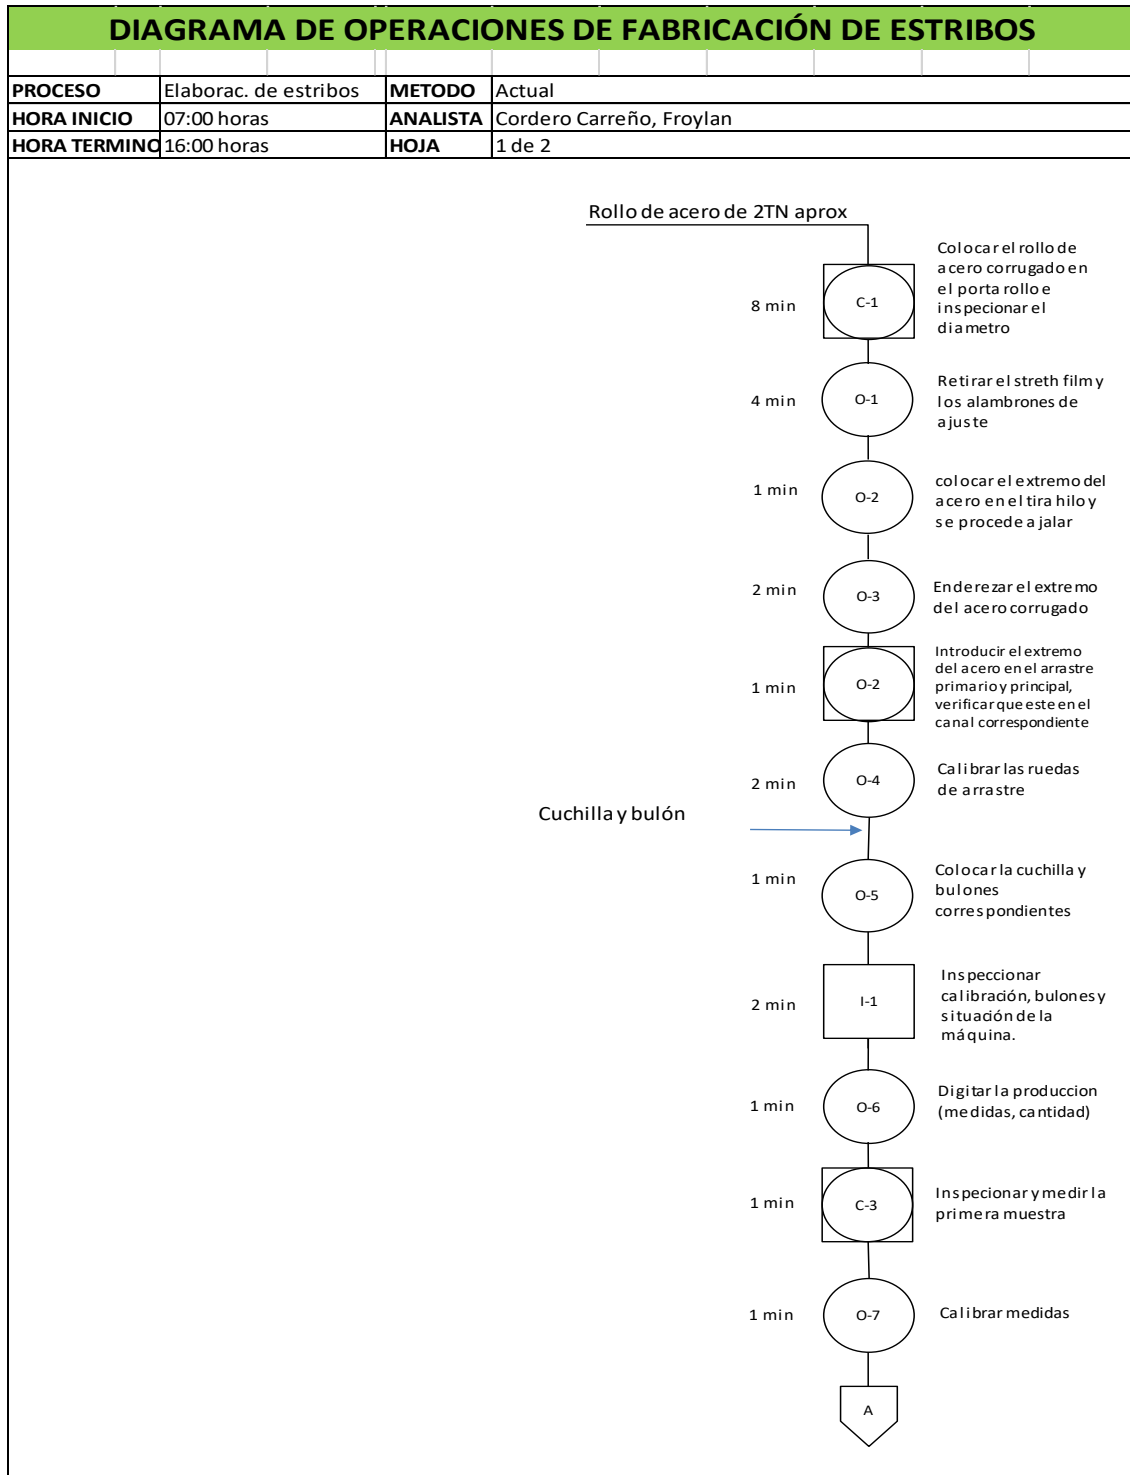 DIAGRAMA DE OPERACIONES DE FABRICACIÓN DE ESTRIBOS
PROCESO Elaborac. de estribos METODO Actual
HORA INICIO 07:00 horas ANALISTA Cordero Carreño, Froylan
HORA TERMINO 16:00 horas HOJA 1 de 2
Rollo de acero de 2TN aprox
8 min
C-1
Colocar el rollo de
acero corrugado en
el porta rollo e
inspecionar el
diametro
4 min
O-1
Retirar el streth film y
los alambrones de
ajuste
1 min
O-2
colocar el extremo del
acero en el tira hilo y
se procede a jalar
2 min
O-3
Enderezar el extremo
del acero corrugado
1 min
O-2
Introducir el extremo
del acero en el arrastre
primario y principal,
verificar que este en el
canal correspondiente
2 min
O-4
Calibrar las ruedas
de arrastre
Cuchilla y bulón
1 min
O-5
Colocar la cuchilla y
bulones
correspondientes
2 min
I-1
Inspeccionar
calibración, bulones y
situación de la
máquina.
1 min
O-6
Digitar la produccion
(medidas, cantidad)
1 min
C-3
Inspecionar y medir la
primera muestra
1 min
O-7
Calibrar medidas
A